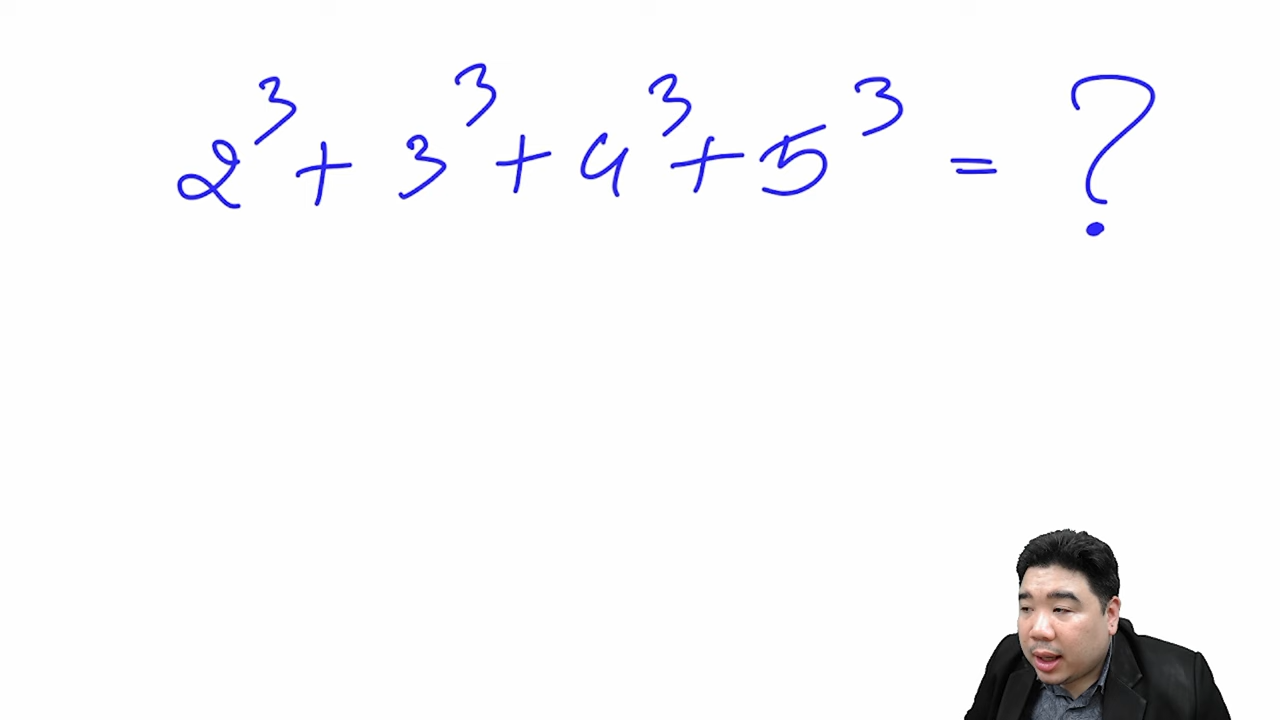 2³ + 3³ + 4³ + 5³ = ?